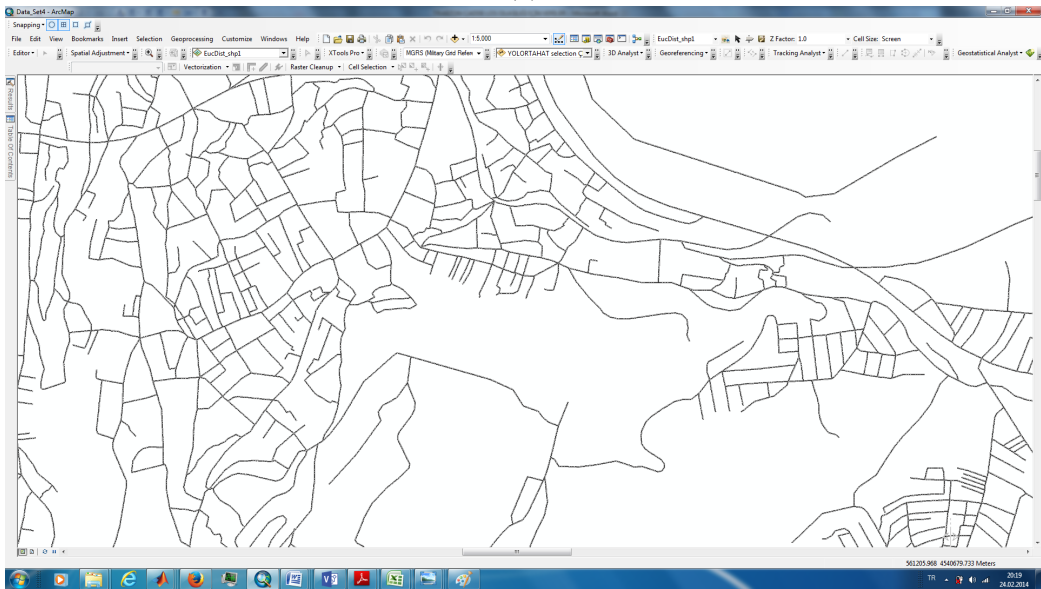 Data_Set4 - ArcMap
Snapping
File Edit View Bookmarks Insert Selection Geoprocessing Customize Windows Help 1:5.000 EucDist_shp1 Z Factor: 1.0 Cell Size: Screen
Editor Spatial Adjustment EucDist_shp1 XTools Pro MGRS (Military Grid Referen YOLORTAHAT selection Ç 3D Analyst Georeferencing Tracking Analyst Geostatistical Analyst
Vectorization Raster Cleanup Cell Selection
Results
Table Of Contents
561205.968 4540679.733 Meters
TR 20:19
24.02.2014